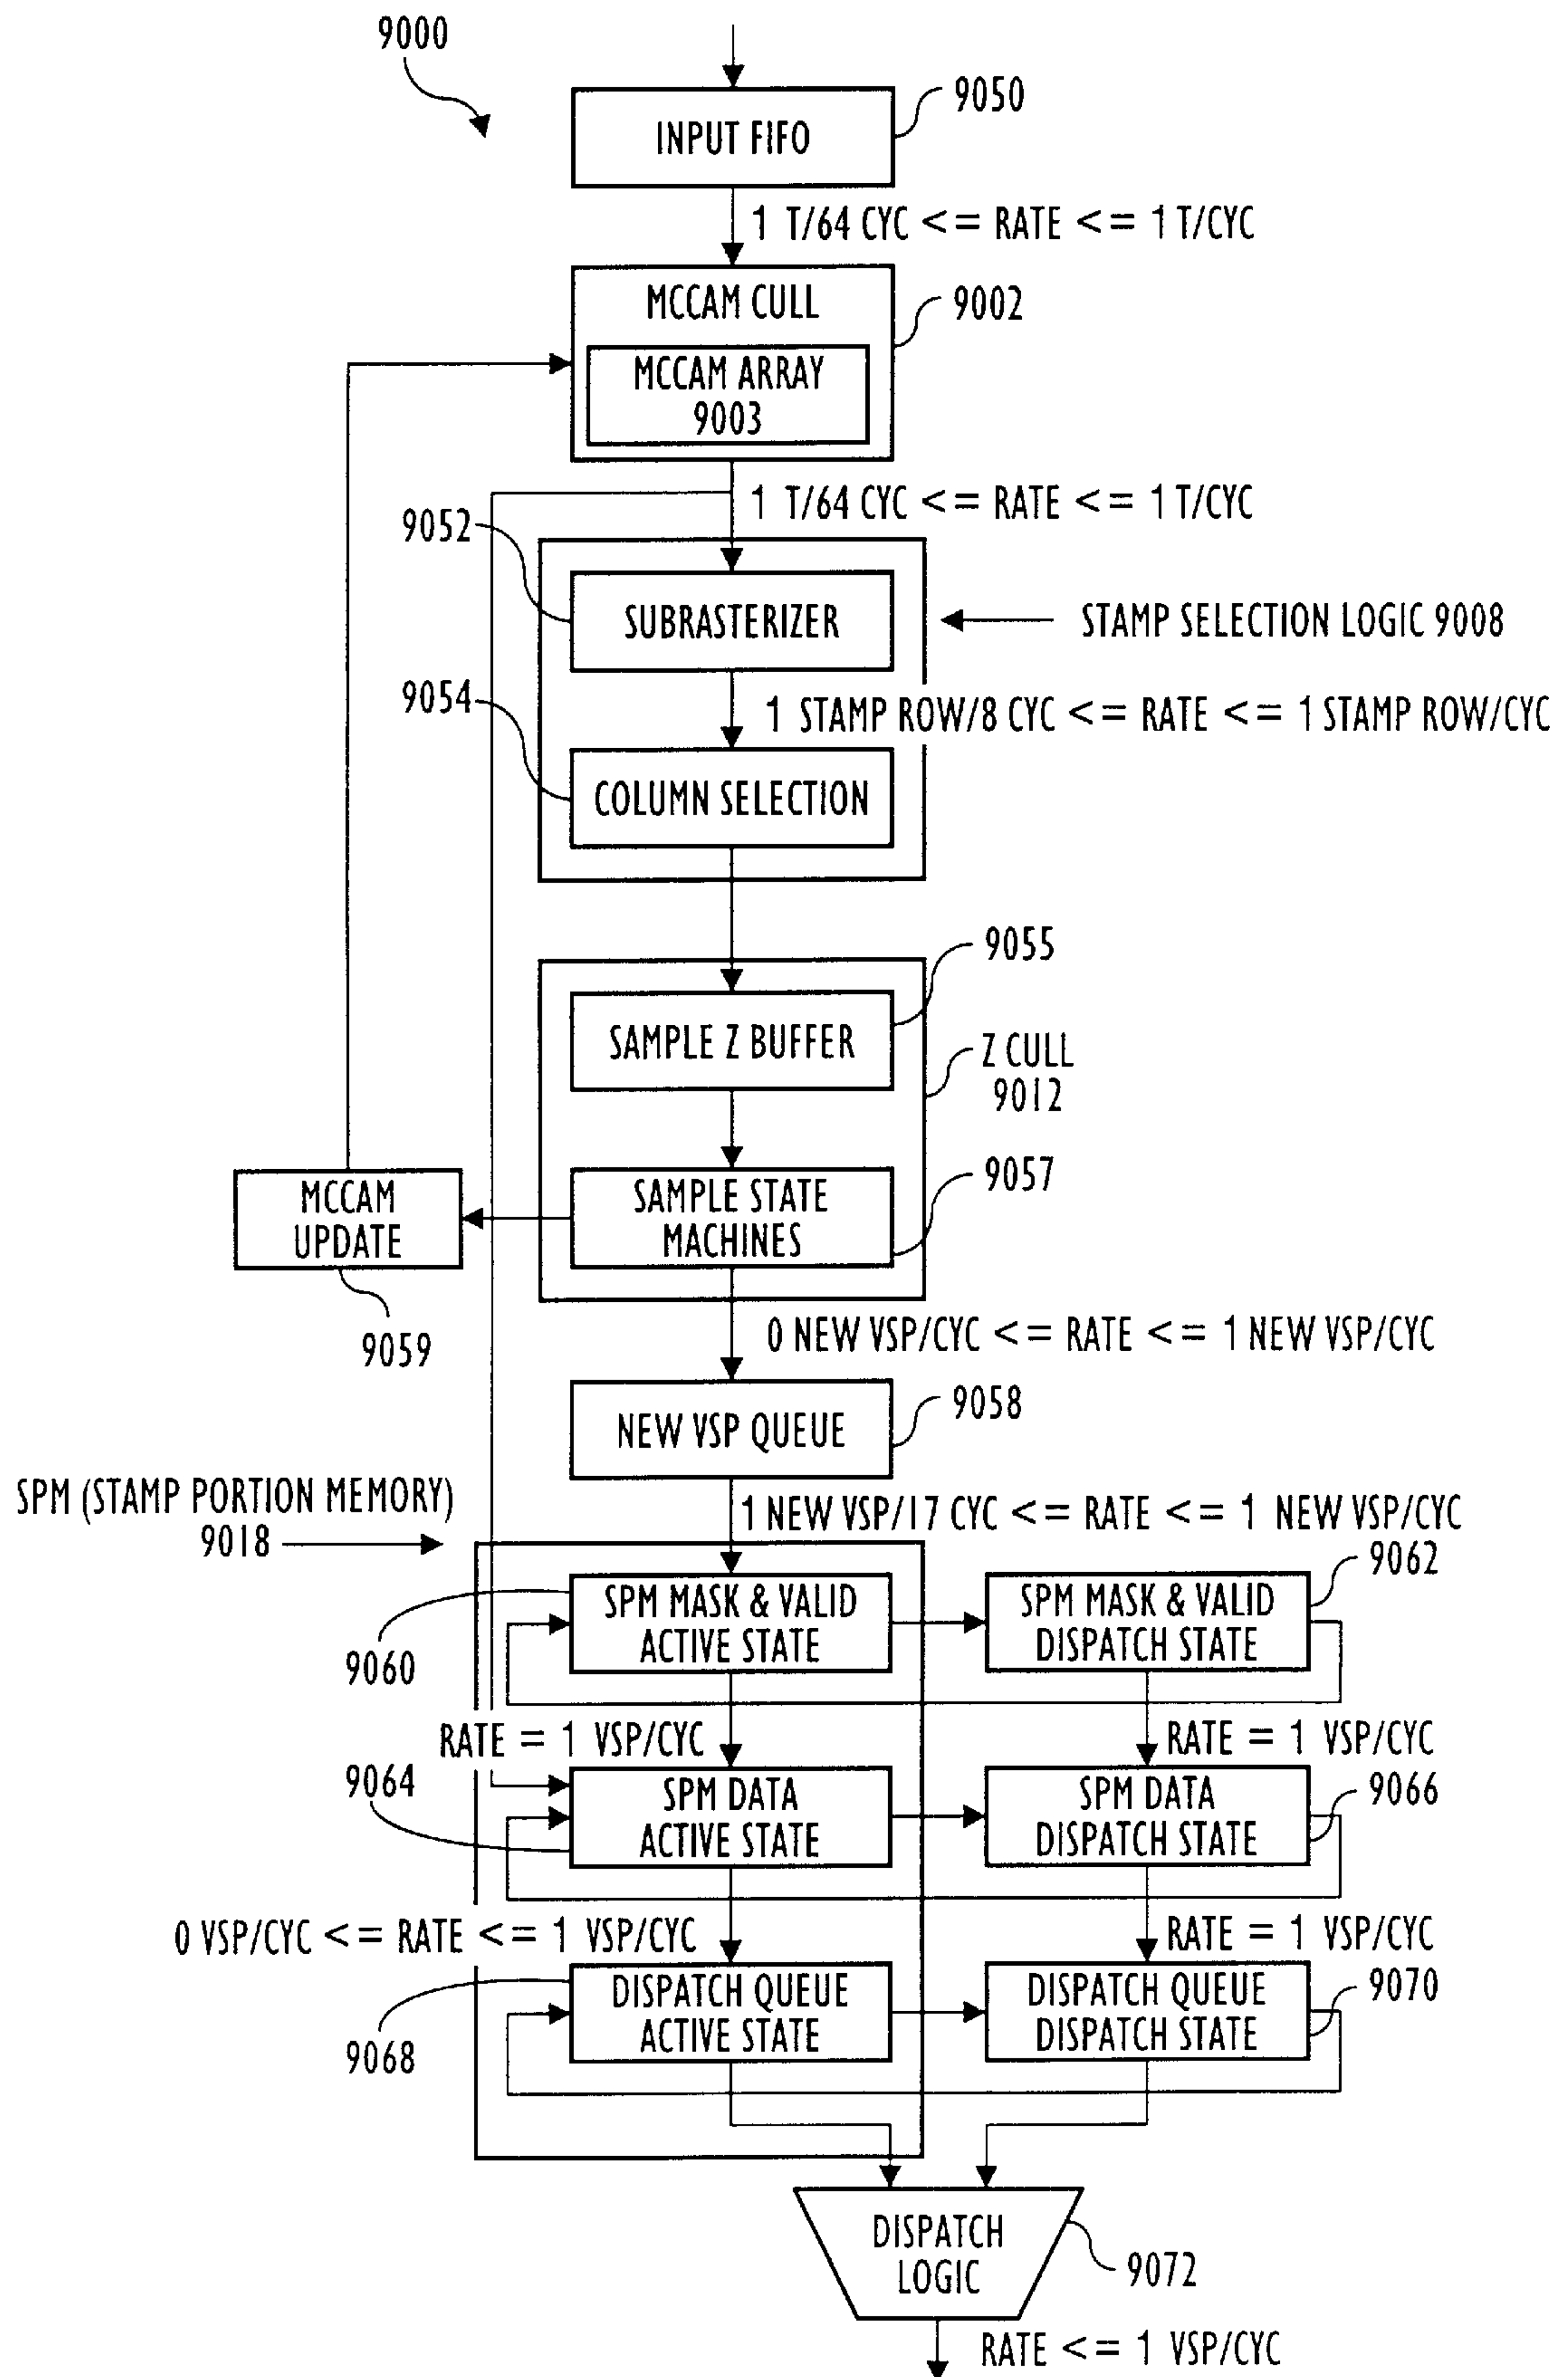 9000
9050
INPUT FIFO
1 T/64 CYC <= RATE <= 1 T/CYC
MCCAM CULL
9002
MCCAM ARRAY
9003
1 T/64 CYC <= RATE <= 1 T/CYC
9052
SUBRASTERIZER
STAMP SELECTION LOGIC 9008
9054
1 STAMP ROW/8 CYC <= RATE <= 1 STAMP ROW/CYC
COLUMN SELECTION
9055
SAMPLE Z BUFFER
Z CULL
9012
9057
SAMPLE STATE
MACHINES
MCCAM
UPDATE
9059
0 NEW VSP/CYC <= RATE <= 1 NEW VSP/CYC
9058
NEW VSP QUEUE
SPM (STAMP PORTION MEMORY)
9018
1 NEW VSP/17 CYC <= RATE <= 1 NEW VSP/CYC
9062
SPM MASK & VALID
ACTIVE STATE
SPM MASK & VALID
DISPATCH STATE
9060
RATE = 1 VSP/CYC
RATE = 1 VSP/CYC
9064
SPM DATA
ACTIVE STATE
SPM DATA
DISPATCH STATE
9066
0 VSP/CYC <= RATE <= 1 VSP/CYC
RATE = 1 VSP/CYC
DISPATCH QUEUE
ACTIVE STATE
DISPATCH QUEUE
DISPATCH STATE
9070
9068
DISPATCH
LOGIC
9072
RATE <= 1 VSP/CYC